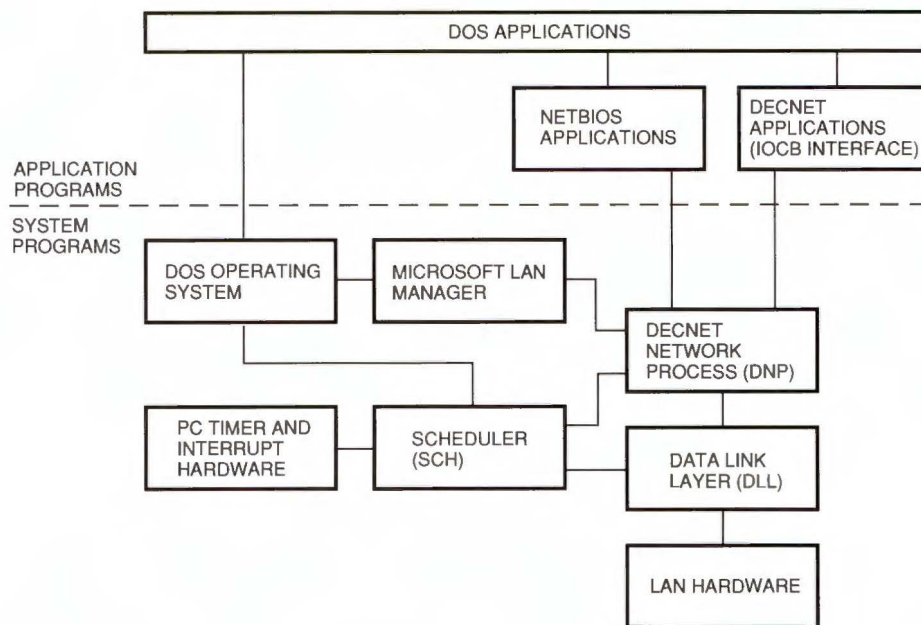 DOS APPLICATIONS
NETBIOS
APPLICATIONS
DECNET
APPLICATIONS
(IOCB INTERFACE)
APPLICATION
PROGRAMS
SYSTEM
PROGRAMS
DOS OPERATING
SYSTEM
MICROSOFT LAN
MANAGER
DECNET
NETWORK
PROCESS (DNP)
PC TIMER AND
INTERRUPT
HARDWARE
SCHEDULER
(SCH)
DATA LINK
LAYER (DLL)
LAN HARDWARE